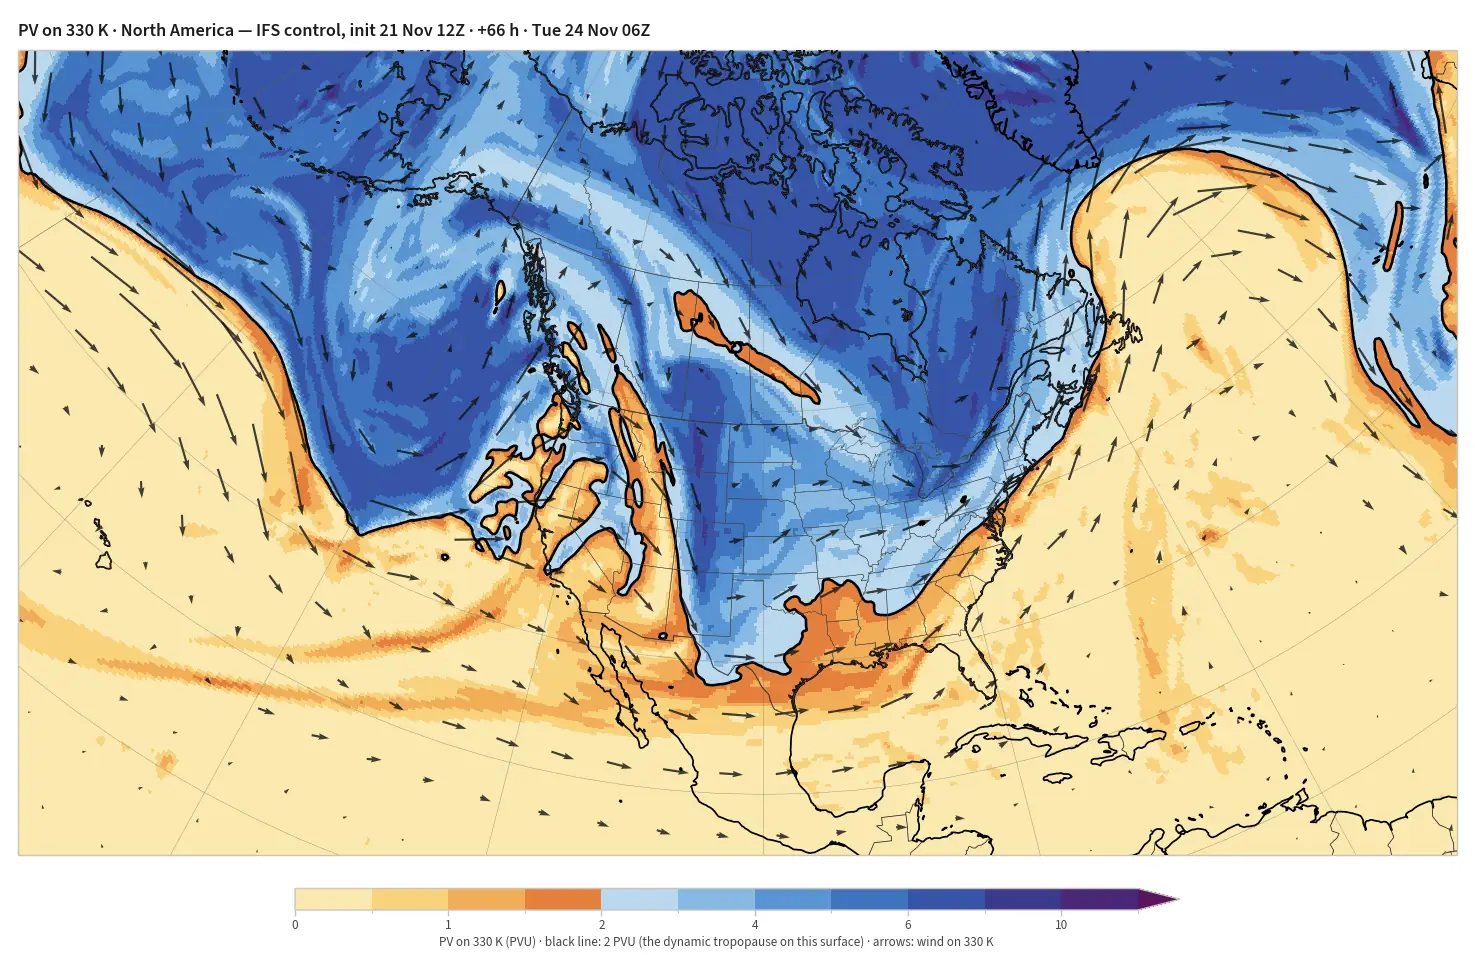 PV on 330 K · North America — IFS control, init 21 Nov 12Z · +66 h · Tue 24 Nov 06Z
0 1 2 4 6 10
PV on 330 K (PVU) · black line: 2 PVU (the dynamic tropopause on this surface) · arrows: wind on 330 K